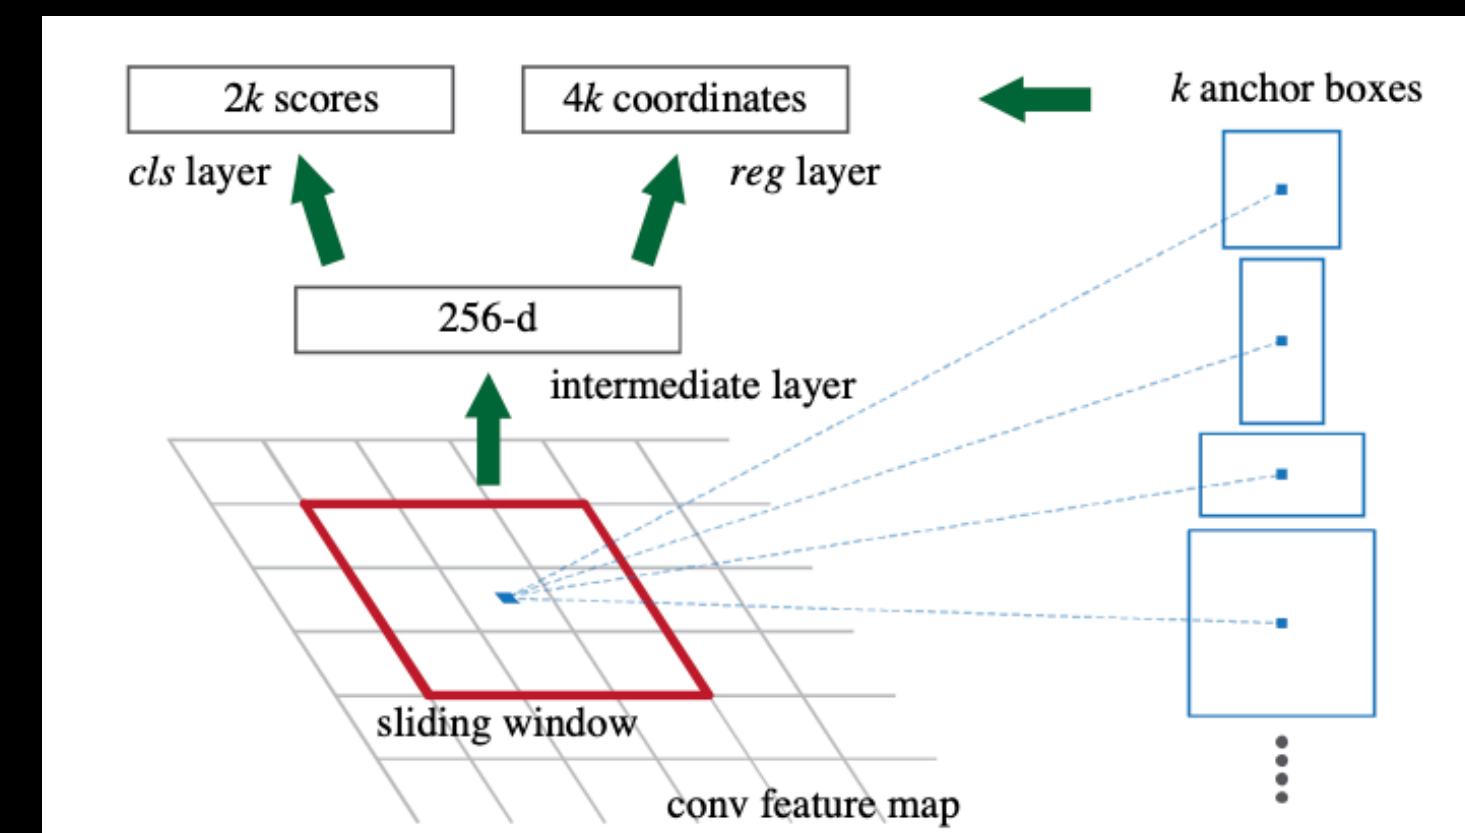 2k scores
4k coordinates
k anchor boxes
cls layer
reg layer
256-d
intermediate layer
sliding window
conv feature map